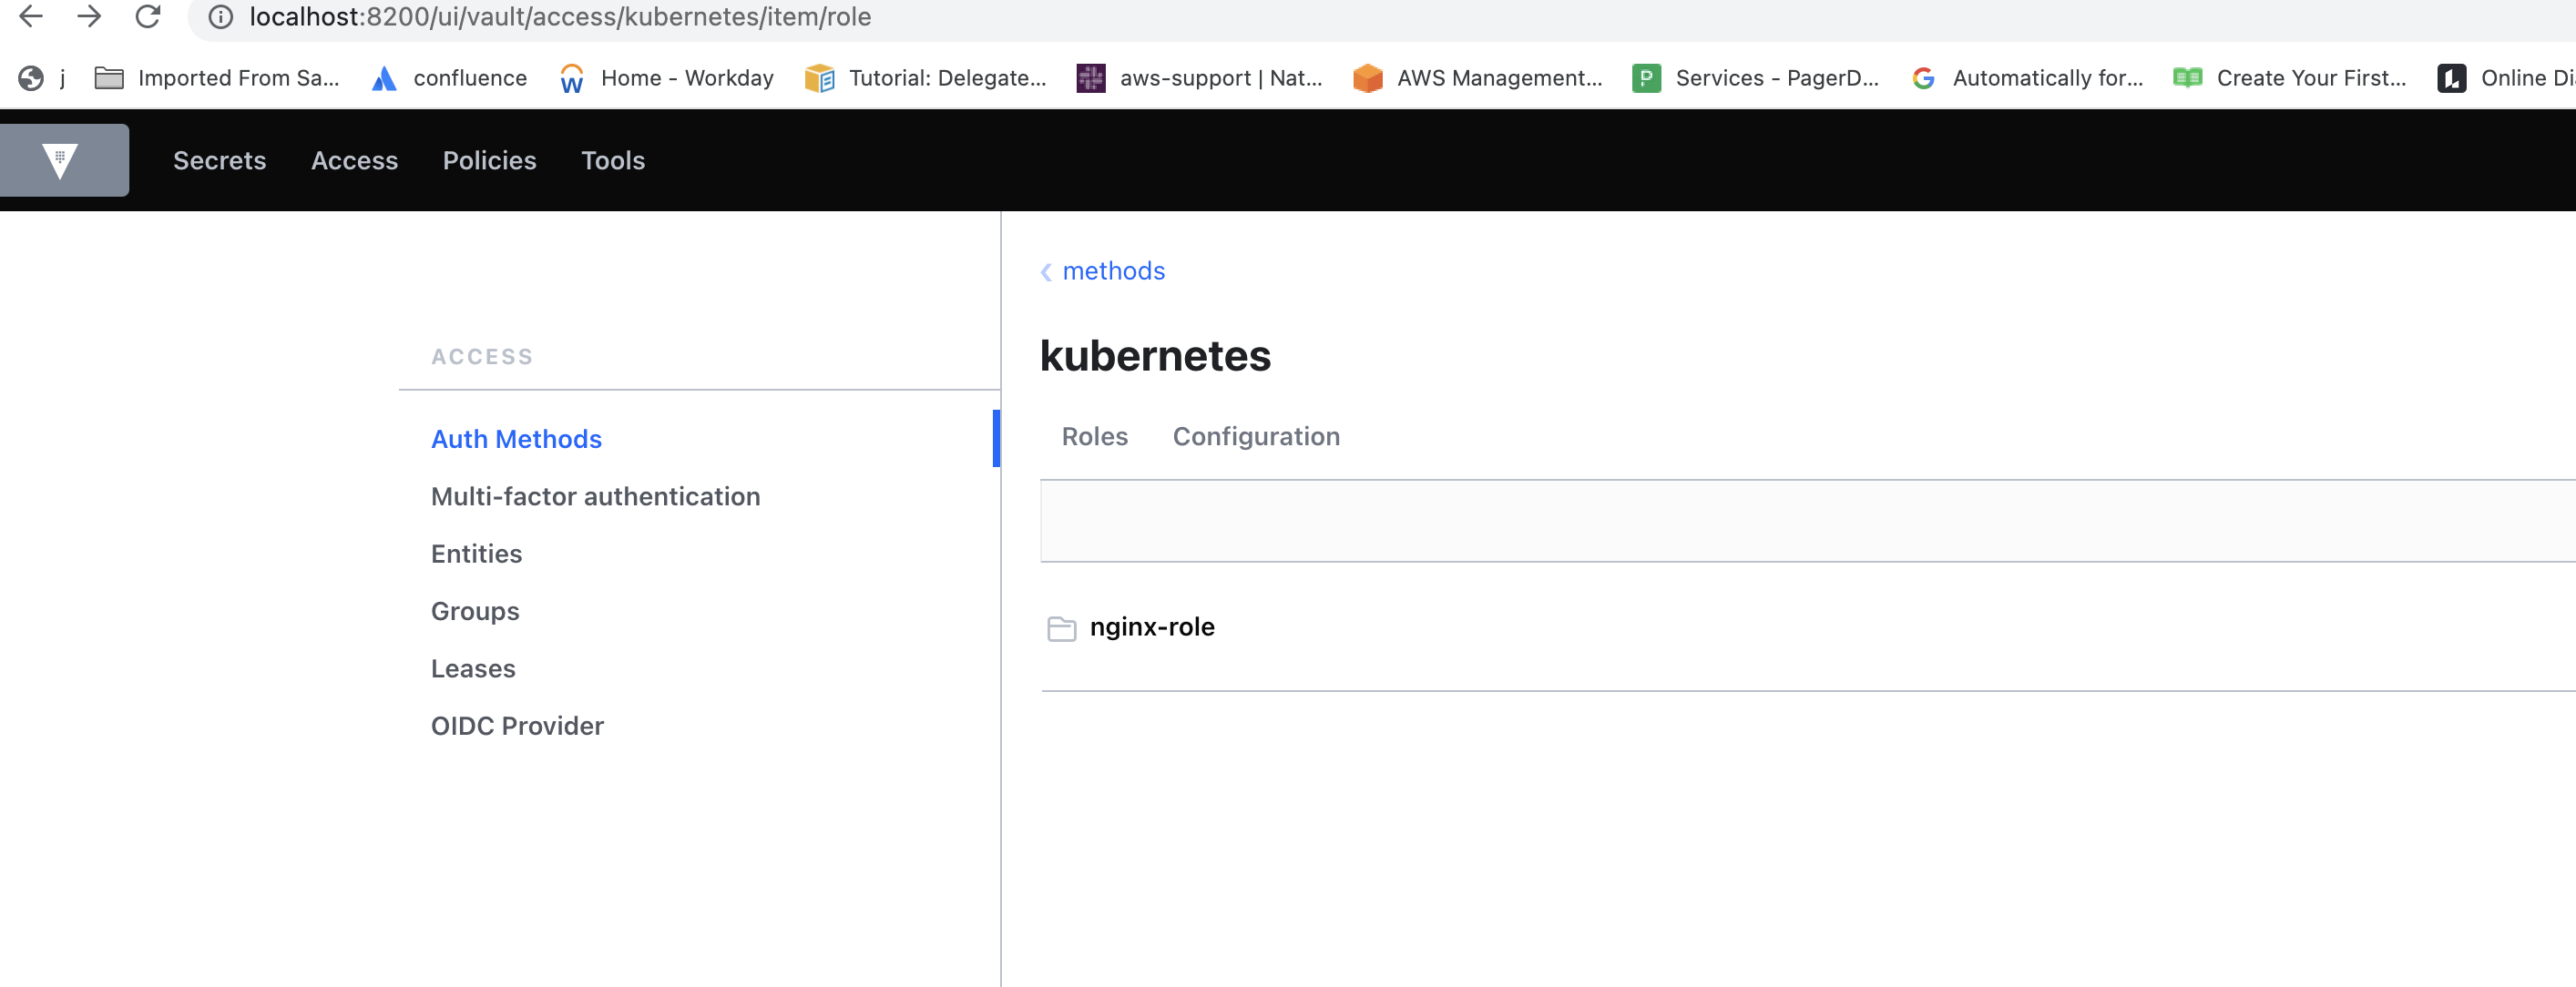 localhost:8200/ui/vault/access/kubernetes/item/role
j Imported From Sa... confluence Home - Workday Tutorial: Delegate... aws-support | Nat... AWS Management... Services - PagerD... Automatically for... Create Your First... Online Di
Secrets Access Policies Tools
methods
kubernetes
ACCESS
Roles Configuration
Auth Methods
Multi-factor authentication
Entities
Groups
Leases
OIDC Provider
nginx-role